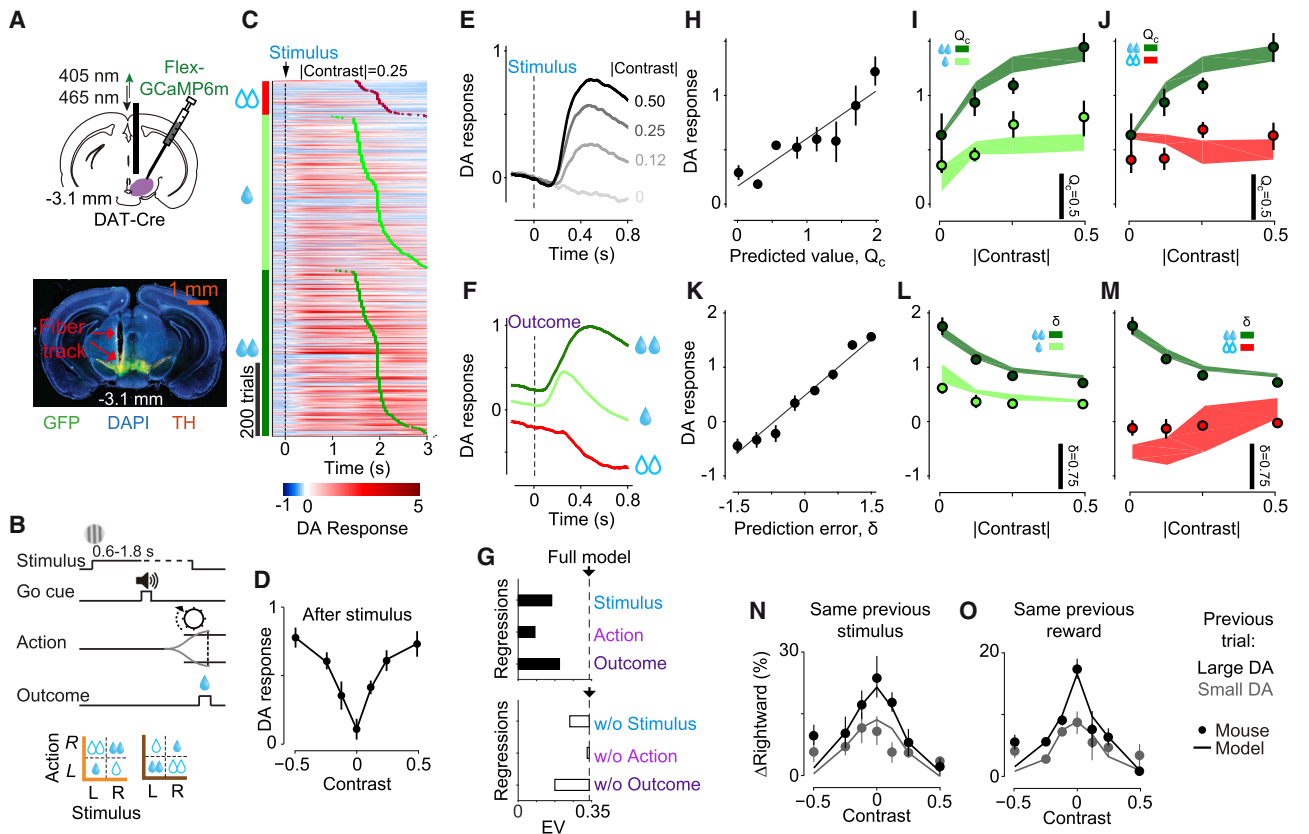 A
405 nm
465 nm
Flex-
GCaMP6m
-3.1 mm
DAT-Cre
1 mm
Fiber
track
-3.1 mm
GFP DAPI TH
B
0.6-1.8 s
Stimulus
Go cue
Action
Outcome
Action
R
L
L R L R
Stimulus
C
Stimulus
|Contrast|=0.25
200 trials
0 1 2 3
Time (s)
-1 0 5
DA Response
D
After stimulus
DA response
1
0
−0.5 0 0.5
Contrast
E
Stimulus
|Contrast|
0.50
0.25
0.12
0
DA response
1
0
0 0.4 0.8
Time (s)
F
Outcome
DA response
1
0
0 0.4 0.8
Time (s)
G
Full model
Regressions
Stimulus
Action
Outcome
Regressions
w/o Stimulus
w/o Action
w/o Outcome
0 0.35
EV
H
DA response
1
0
0 1 2
Predicted value, Qc
I
Qc
1
0
Qc=0.5
0 0.5
|Contrast|
J
Qc
Qc=0.5
0 0.5
|Contrast|
K
DA response
2
1
0
-1
-1.5 0 1.5
Prediction error, δ
L
δ
2
1
0
-1
δ=0.75
0 0.5
|Contrast|
M
δ
δ=0.75
0 0.5
|Contrast|
N
Same previous
stimulus
ΔRightward (%)
30
0
−0.5 0 0.5
Contrast
O
Same previous
reward
20
0
−0.5 0 0.5
Contrast
Previous
trial:
Large DA
Small DA
Mouse
Model